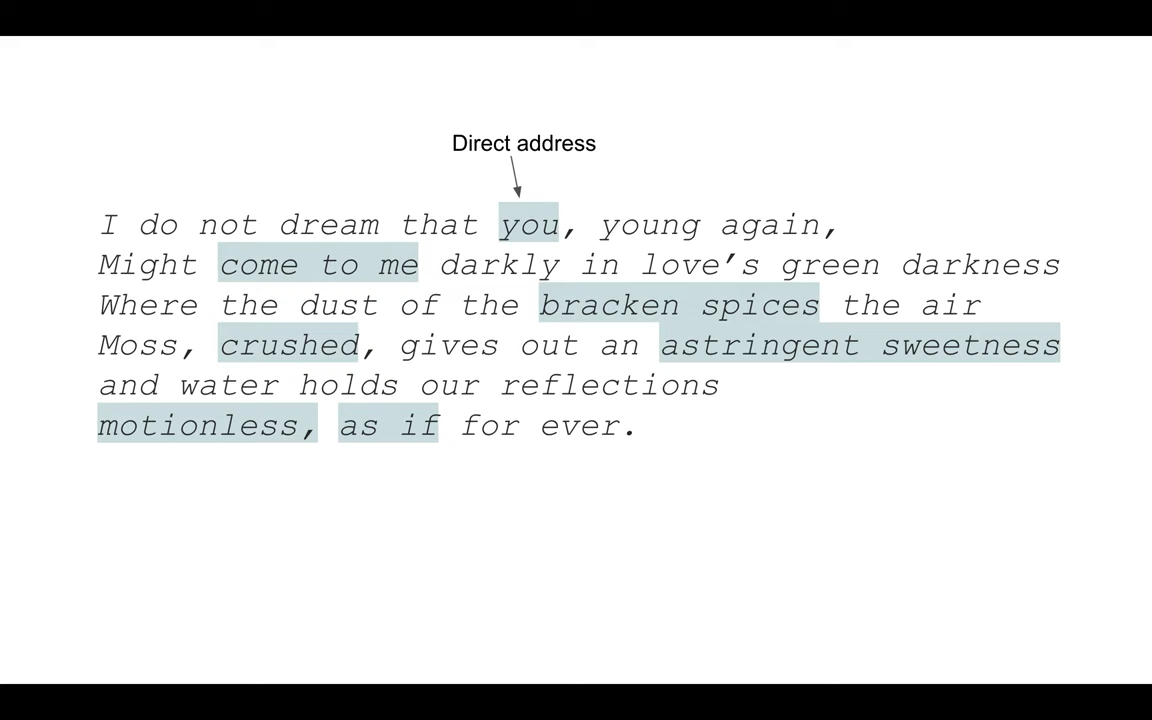 Direct address
I do not dream that you, young again,
Might come to me darkly in love’s green darkness
Where the dust of the bracken spices the air
Moss, crushed, gives out an astringent sweetness
and water holds our reflections
motionless, as if for ever.